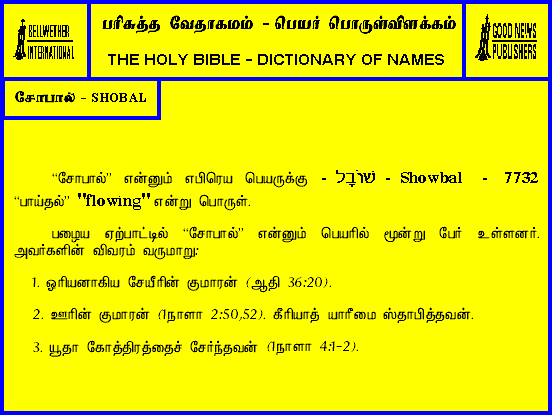 BELLWETHER
INTERNATIONAL
பரிசுத்த வேதாகமம் - பெயர் பொருள்விளக்கம்
THE HOLY BIBLE - DICTIONARY OF NAMES
GOOD NEWS
PUBLISHERS
சோபால் - SHOBAL
“சோபால்” என்னும் எபிரெய பெயருக்கு - שׁוֹבָל - Showbal - 7732
“பாய்தல்” "flowing" என்று பொருள்.
பழைய ஏற்பாட்டில் “சோபால்” என்னும் பெயரில் மூன்று பேர் உள்ளனர்.
அவர்களின் விவரம் வருமாறு:
1. ஓரியனாகிய சேயீரின் குமாரன் (ஆதி 36:20).
2. ஊரின் குமாரன் (1நாளா 2:50,52). கீரியாத் யாரீமை ஸ்தாபித்தவன்.
3. யூதா கோத்திரத்தைச் சேர்ந்தவன் (1நாளா 4:1-2).